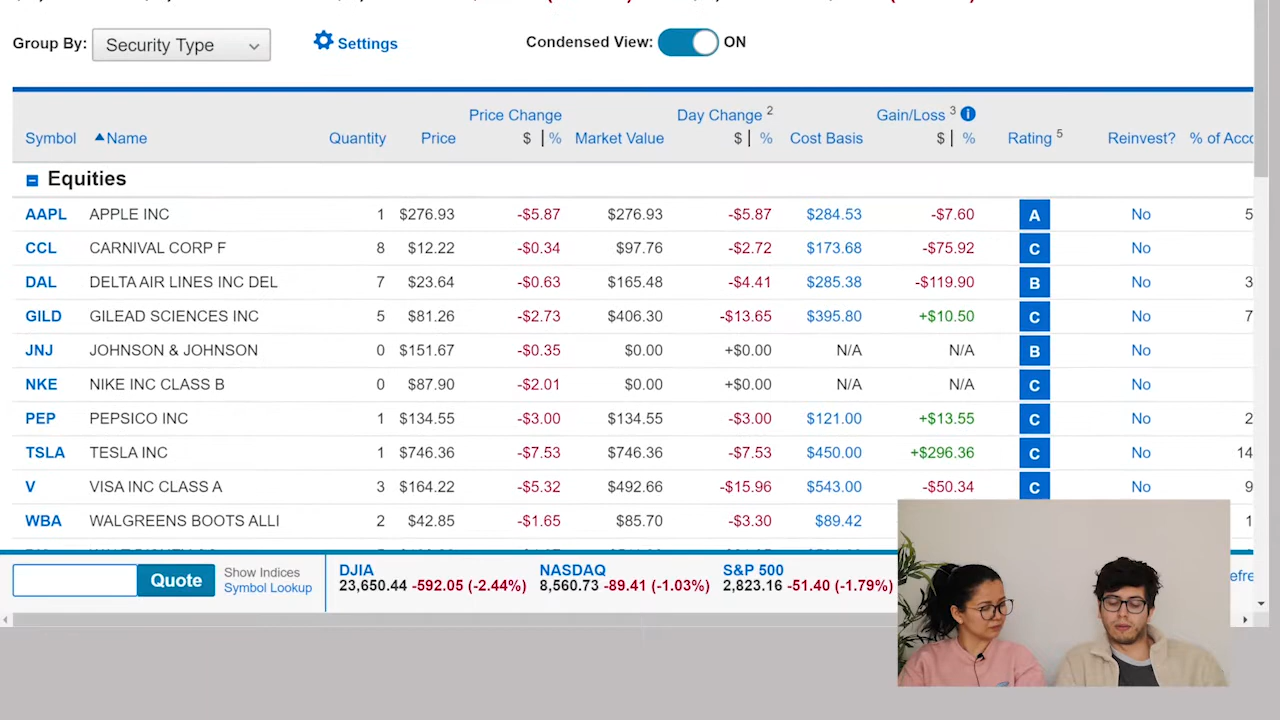 Group By: Security Type Settings Condensed View: ON
Price Change Day Change 2 Gain/Loss 3 i
Symbol Name Quantity Price $ | % Market Value $ | % Cost Basis $ | % Rating 5 Reinvest? % of Acco
Equities
AAPL APPLE INC 1 $276.93 -$5.87 $276.93 -$5.87 $284.53 -$7.60 A No 5
CCL CARNIVAL CORP F 8 $12.22 -$0.34 $97.76 -$2.72 $173.68 -$75.92 C No
DAL DELTA AIR LINES INC DEL 7 $23.64 -$0.63 $165.48 -$4.41 $285.38 -$119.90 B No 3
GILD GILEAD SCIENCES INC 5 $81.26 -$2.73 $406.30 -$13.65 $395.80 +$10.50 C No 7
JNJ JOHNSON & JOHNSON 0 $151.67 -$0.35 $0.00 +$0.00 N/A N/A B No
NKE NIKE INC CLASS B 0 $87.90 -$2.01 $0.00 +$0.00 N/A N/A C No
PEP PEPSICO INC 1 $134.55 -$3.00 $134.55 -$3.00 $121.00 +$13.55 C No 2
TSLA TESLA INC 1 $746.36 -$7.53 $746.36 -$7.53 $450.00 +$296.36 C No 14
V VISA INC CLASS A 3 $164.22 -$5.32 $492.66 -$15.96 $543.00 -$50.34 C No 9
WBA WALGREENS BOOTS ALLI 2 $42.85 -$1.65 $85.70 -$3.30 $89.42 1
Quote Show Indices DJIA NASDAQ S&P 500 efre
Symbol Lookup 23,650.44 -592.05 (-2.44%) 8,560.73 -89.41 (-1.03%) 2,823.16 -51.40 (-1.79%)